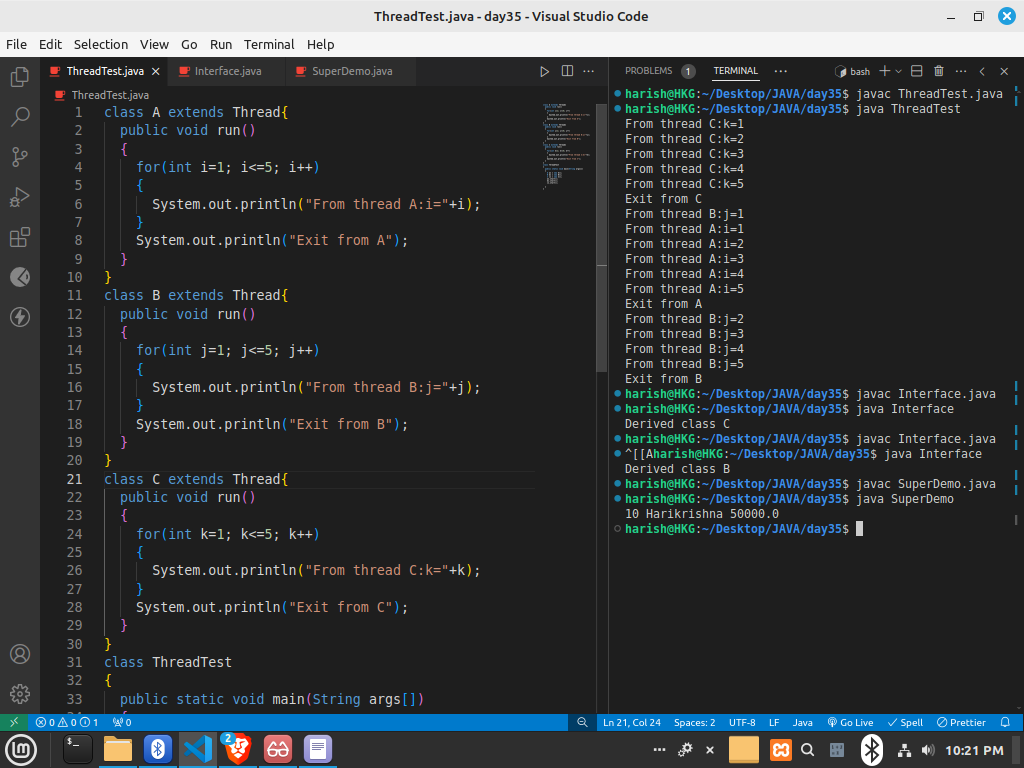 ThreadTest.java - day35 - Visual Studio Code
File Edit Selection View Go Run Terminal Help
ThreadTest.java Interface.java SuperDemo.java
ThreadTest.java
1 class A extends Thread{
2 public void run()
3 {
4 for(int i=1; i<=5; i++)
5 {
6 System.out.println("From thread A:i="+i);
7 }
8 System.out.println("Exit from A");
9 }
10 }
11 class B extends Thread{
12 public void run()
13 {
14 for(int j=1; j<=5; j++)
15 {
16 System.out.println("From thread B:j="+j);
17 }
18 System.out.println("Exit from B");
19 }
20 }
21 class C extends Thread{
22 public void run()
23 {
24 for(int k=1; k<=5; k++)
25 {
26 System.out.println("From thread C:k="+k);
27 }
28 System.out.println("Exit from C");
29 }
30 }
31 class ThreadTest
32 {
33 public static void main(String args[])
PROBLEMS 1 TERMINAL ··· bash
harish@HKG:~/Desktop/JAVA/day35$ javac ThreadTest.java
harish@HKG:~/Desktop/JAVA/day35$ java ThreadTest
From thread C:k=1
From thread C:k=2
From thread C:k=3
From thread C:k=4
From thread C:k=5
Exit from C
From thread B:j=1
From thread A:i=1
From thread A:i=2
From thread A:i=3
From thread A:i=4
From thread A:i=5
Exit from A
From thread B:j=2
From thread B:j=3
From thread B:j=4
From thread B:j=5
Exit from B
harish@HKG:~/Desktop/JAVA/day35$ javac Interface.java
harish@HKG:~/Desktop/JAVA/day35$ java Interface
Derived class C
harish@HKG:~/Desktop/JAVA/day35$ javac Interface.java
^[[Aharish@HKG:~/Desktop/JAVA/day35$ java Interface
Derived class B
harish@HKG:~/Desktop/JAVA/day35$ javac SuperDemo.java
harish@HKG:~/Desktop/JAVA/day35$ java SuperDemo
10 Harikrishna 50000.0
harish@HKG:~/Desktop/JAVA/day35$
0 0 1 0 Ln 21, Col 24 Spaces: 2 UTF-8 LF Java Go Live Spell Prettier
2 10:21 PM